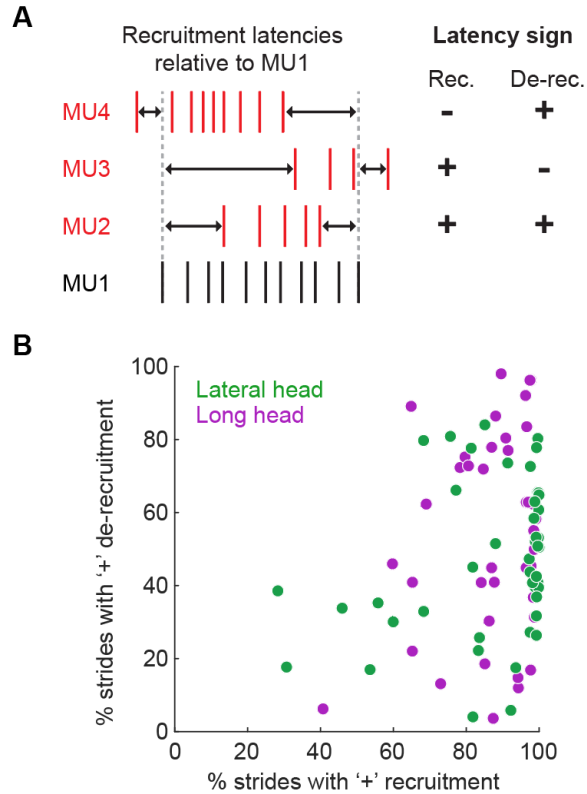 A
Recruitment latencies
relative to MU1
Latency sign
Rec. De-rec.
MU4 - +
MU3 + -
MU2 + +
MU1
B
Lateral head
Long head
100
80
60
40
20
0
% strides with ‘+’ de-recruitment
0 20 40 60 80 100
% strides with ‘+’ recruitment